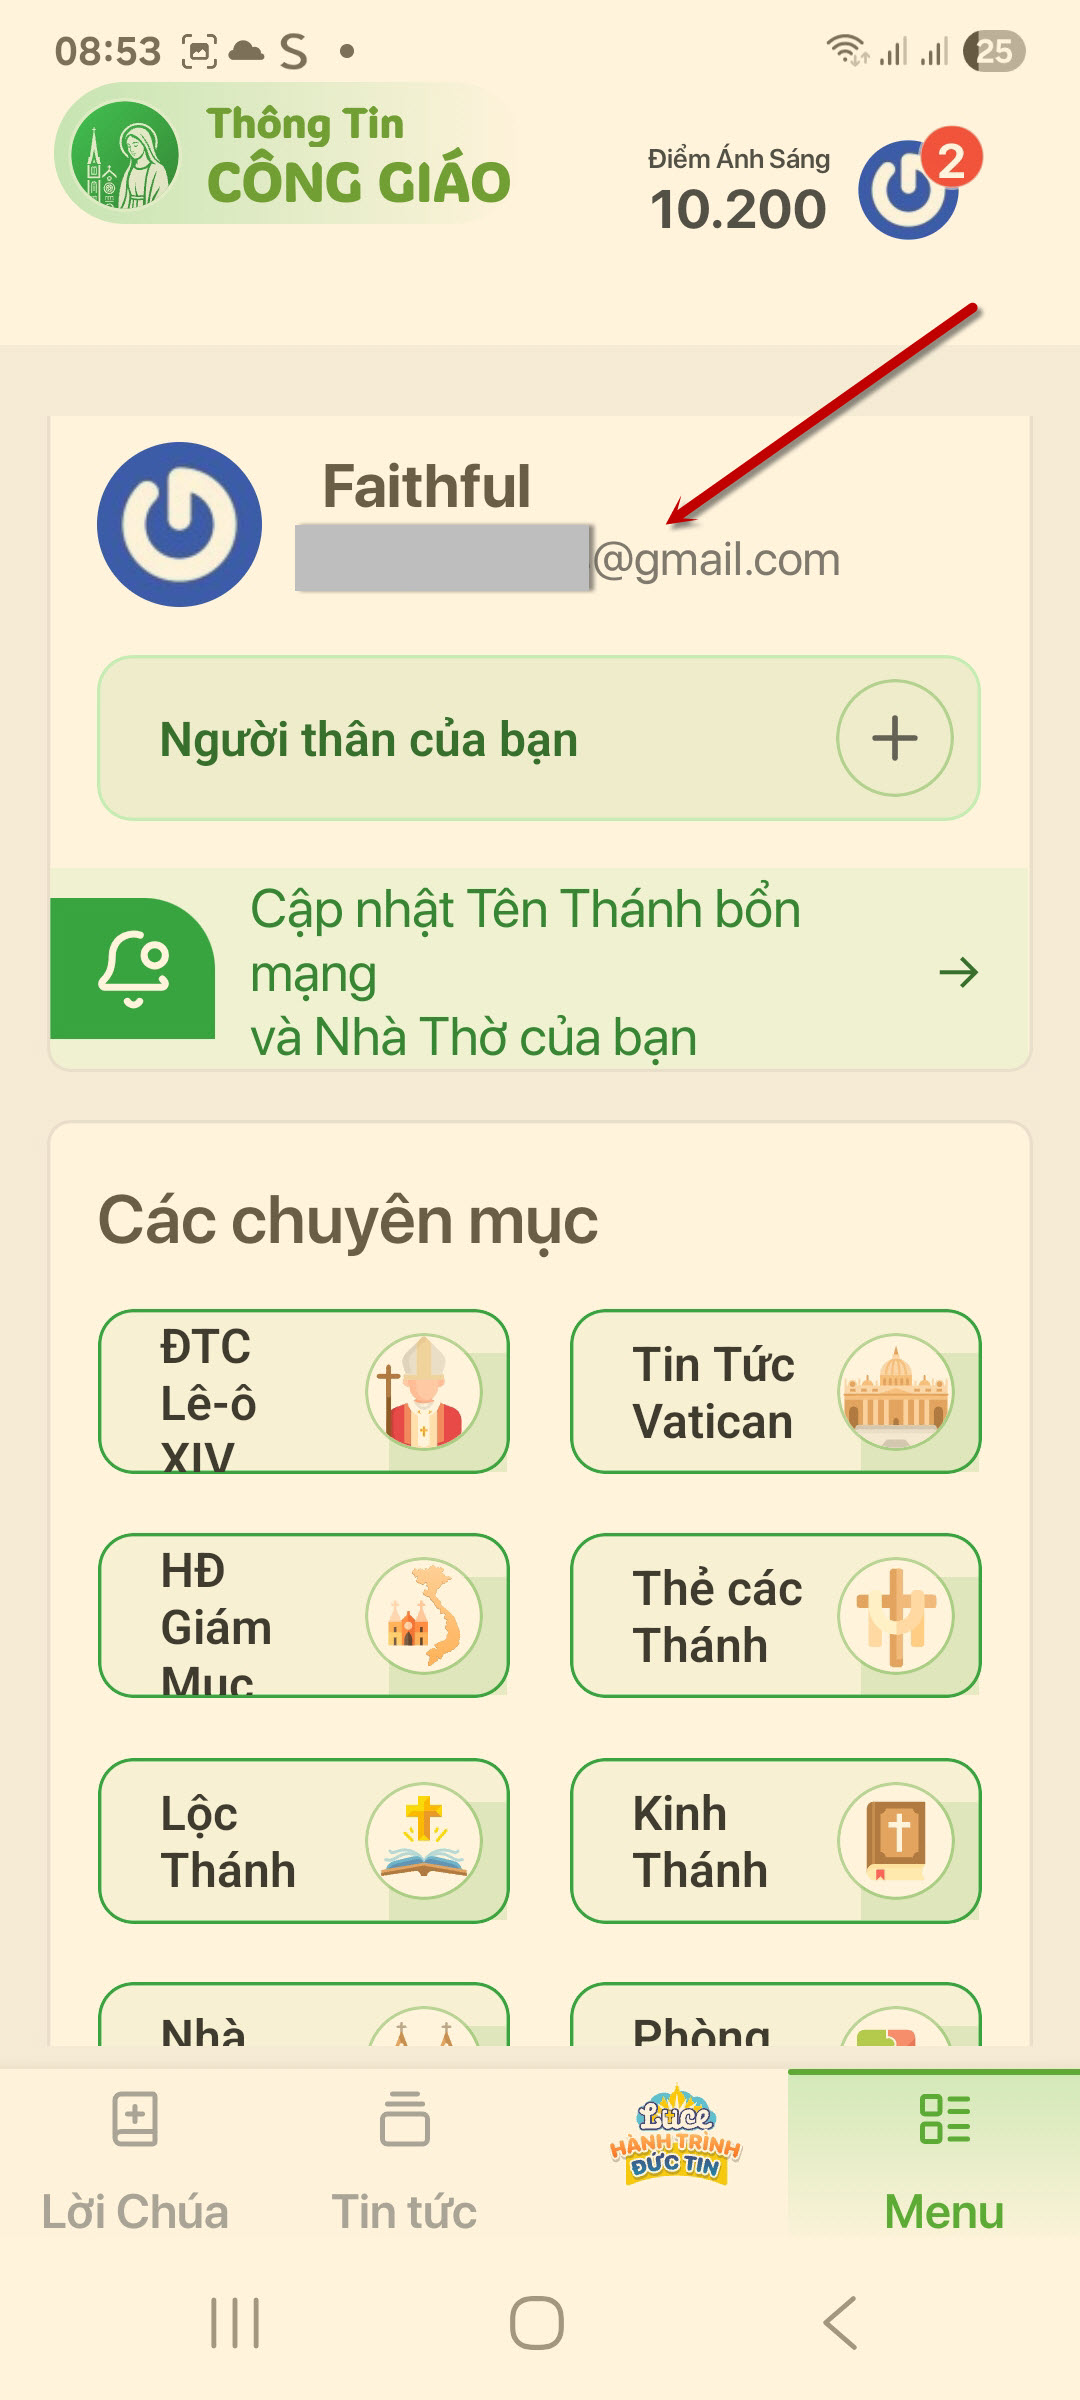 08:53
25
Thông Tin
CÔNG GIÁO
Điểm Ánh Sáng
10.200
2
Faithful
@gmail.com
Người thân của bạn
Cập nhật Tên Thánh bổn
mạng
và Nhà Thờ của bạn
Các chuyên mục
ĐTC
Lê-ô
XIV
Tin Tức
Vatican
HĐ
Giám
Mục
Thẻ các
Thánh
Lộc
Thánh
Kinh
Thánh
Nhà
Phòng
Luce
HÀNH TRÌNH
ĐỨC TIN
Lời Chúa
Tin tức
Menu